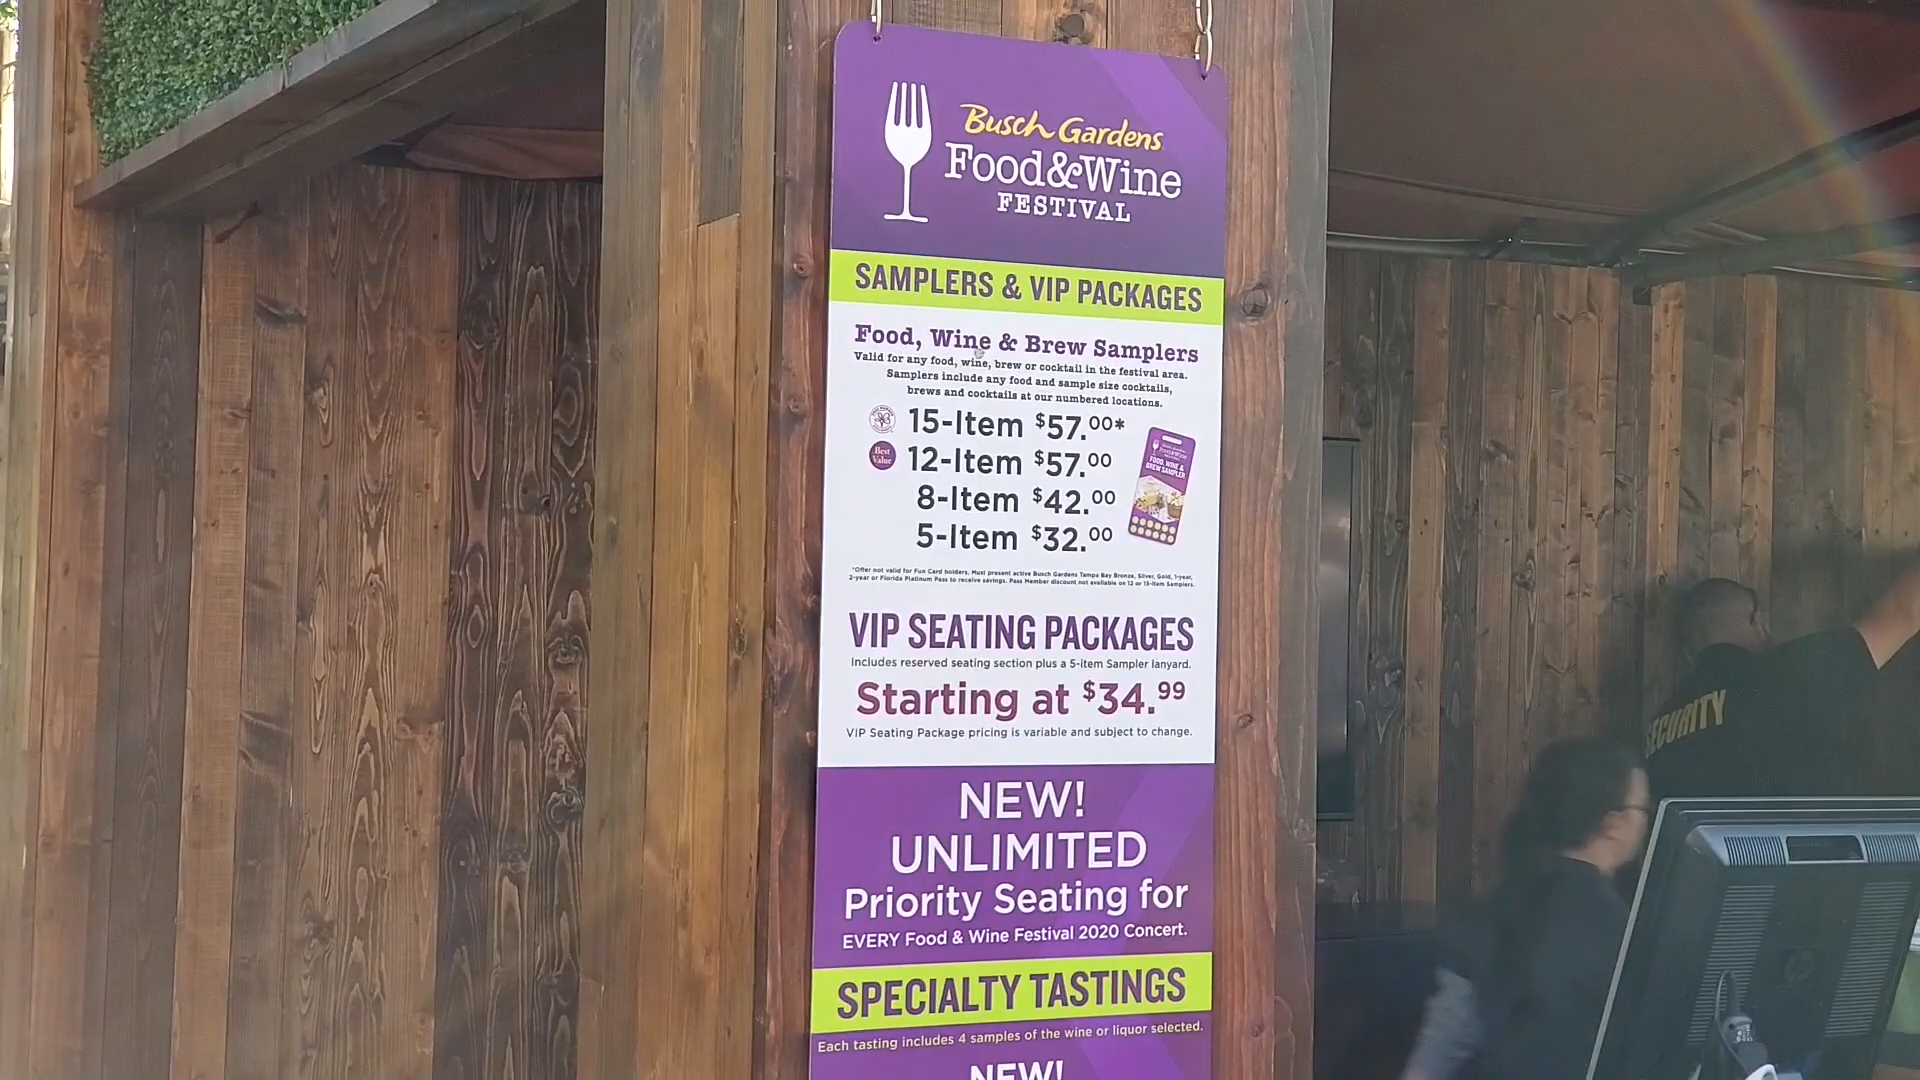 Busch Gardens
Food&Wine
FESTIVAL
SAMPLERS & VIP PACKAGES
Food, Wine & Brew Samplers
Valid for any food, wine, brew or cocktail in the festival area.
Samplers include any food and sample size cocktails,
brews and cocktails at our numbered locations.
15-Item $57.00*
Best Value
12-Item $57.00
8-Item $42.00
5-Item $32.00
FOOD, WINE &
BREW SAMPLER
*Offer not valid for Fun Card holders. Must present active Busch Gardens Tampa Bay Bronze, Silver, Gold, 1-year,
2-year or Florida Platinum Pass to receive savings. Pass Member discount not available on 12 or 15-Item Samplers.
VIP SEATING PACKAGES
Includes reserved seating section plus a 5-item Sampler lanyard.
Starting at $34.99
VIP Seating Package pricing is variable and subject to change.
NEW!
UNLIMITED
Priority Seating for
EVERY Food & Wine Festival 2020 Concert.
SPECIALTY TASTINGS
Each tasting includes 4 samples of the wine or liquor selected.
NEW!
SECURITY
hp